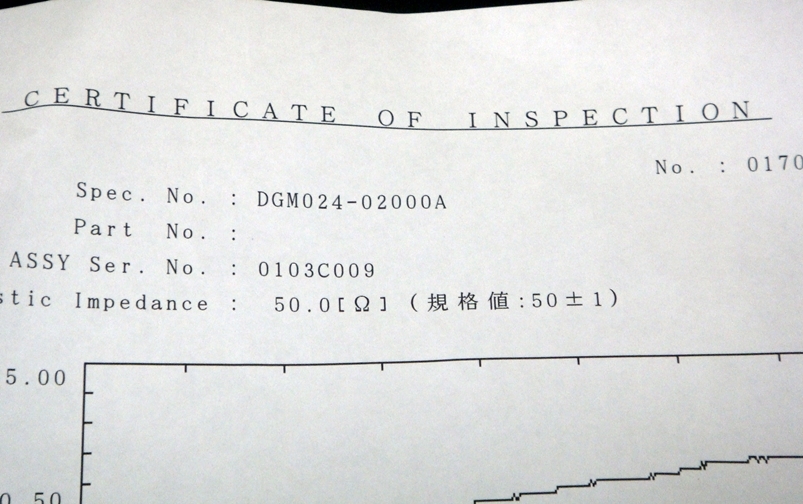 CERTIFICATE OF INSPECTION
No. : 0170
Spec. No. : DGM024-02000A
Part No. :
ASSY Ser. No. : 0103C009
stic Impedance : 50.0[Ω] (規格値:50±1)
5.00
0.50